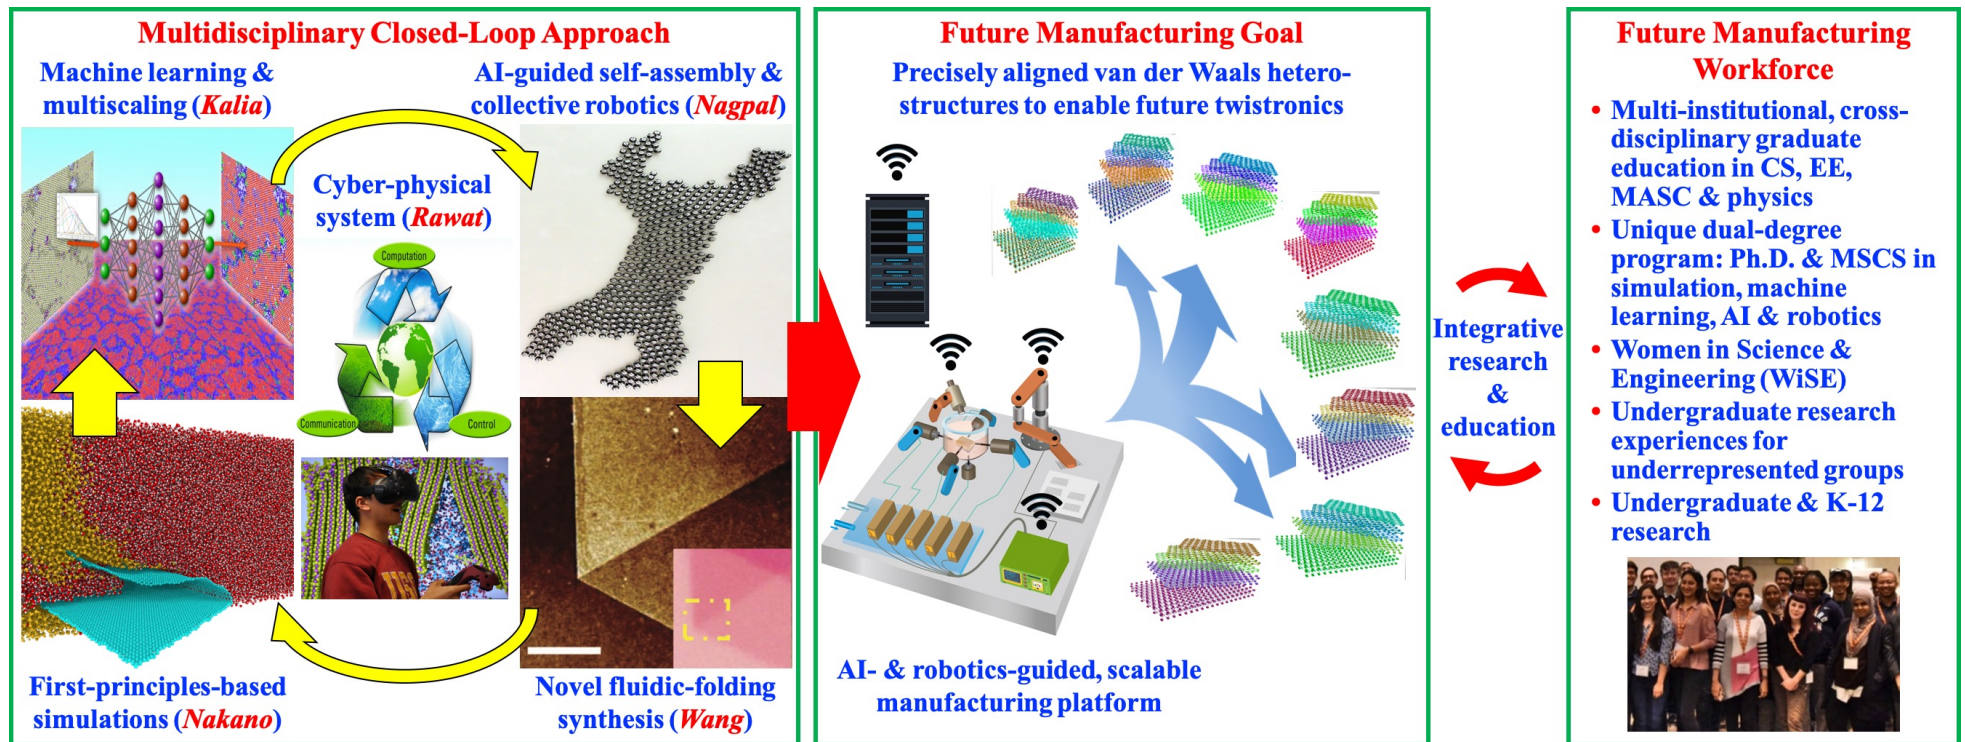 Multidisciplinary Closed-Loop Approach
Machine learning &
multiscaling (Kalia)
AI-guided self-assembly &
collective robotics (Nagpal)
Cyber-physical
system (Rawat)
Computation
Communication
Control
First-principles-based
simulations (Nakano)
Novel fluidic-folding
synthesis (Wang)
Future Manufacturing Goal
Precisely aligned van der Waals hetero-
structures to enable future twistronics
AI- & robotics-guided, scalable
manufacturing platform
Integrative
research
&
education
Future Manufacturing
Workforce
• Multi-institutional, cross-
disciplinary graduate
education in CS, EE,
MASC & physics
• Unique dual-degree
program: Ph.D. & MSCS in
simulation, machine
learning, AI & robotics
• Women in Science &
Engineering (WiSE)
• Undergraduate research
experiences for
underrepresented groups
• Undergraduate & K-12
research